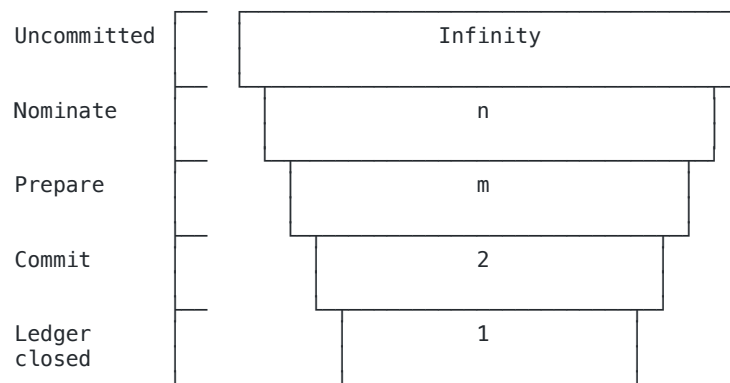 Uncommitted Infinity
Nominate n
Prepare m
Commit 2
Ledger 1
closed